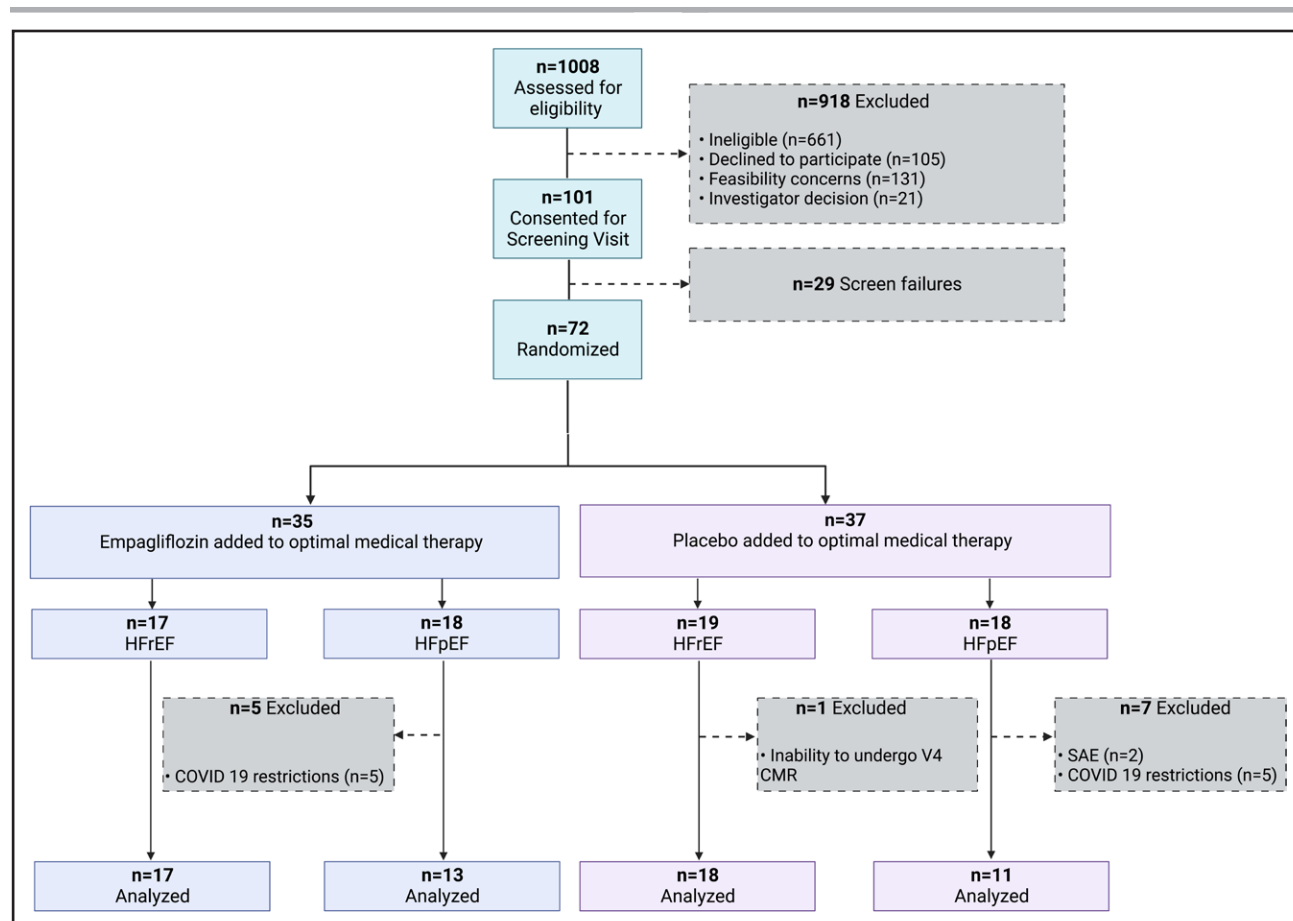 n=1008
Assessed for
eligibility
n=918 Excluded
• Ineligible (n=661)
• Declined to participate (n=105)
• Feasibility concerns (n=131)
• Investigator decision (n=21)
n=101
Consented for
Screening Visit
n=29 Screen failures
n=72
Randomized
n=35
Empagliflozin added to optimal medical therapy
n=37
Placebo added to optimal medical therapy
n=17
HFrEF
n=18
HFpEF
n=19
HFrEF
n=18
HFpEF
n=5 Excluded
• COVID 19 restrictions (n=5)
n=1 Excluded
• Inability to undergo V4
CMR
n=7 Excluded
• SAE (n=2)
• COVID 19 restrictions (n=5)
n=17
Analyzed
n=13
Analyzed
n=18
Analyzed
n=11
Analyzed